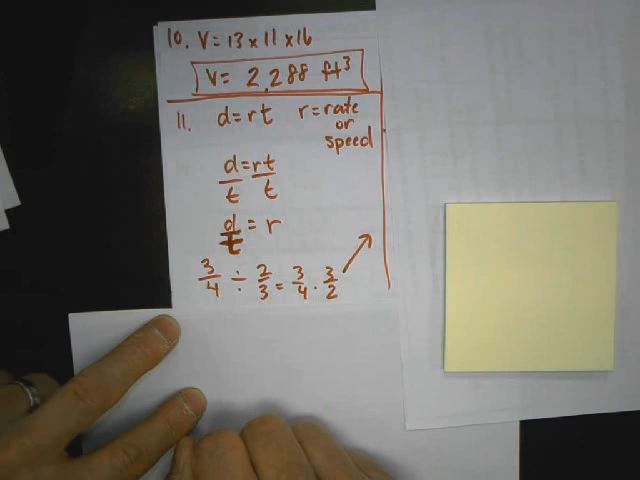 10. V = 13 x 11 x 16
V = 2,288 ft³
11. d = rt r = rate
or
speed
d/t = rt/t
d/t = r
3/4 ÷ 2/3 = 3/4 · 3/2